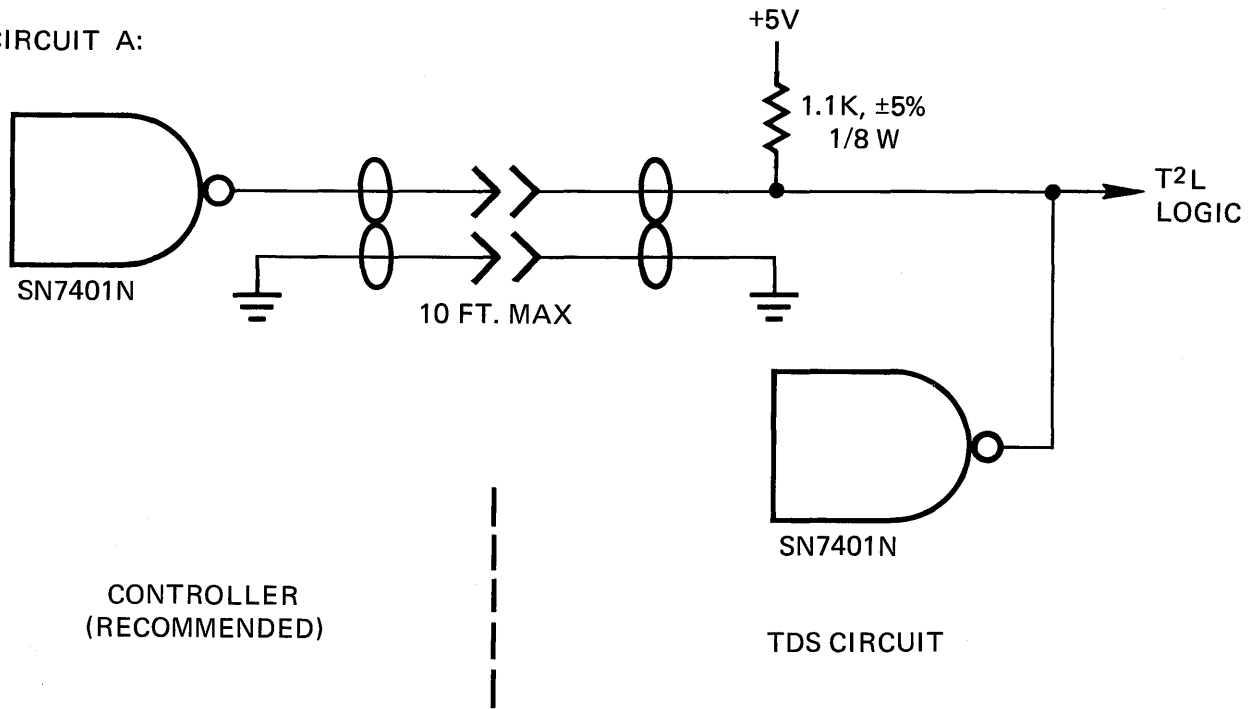 CIRCUIT A:
+5V
1.1K, ±5%
1/8 W
T²L
LOGIC
SN7401N
10 FT. MAX
SN7401N
CONTROLLER
(RECOMMENDED)
TDS CIRCUIT